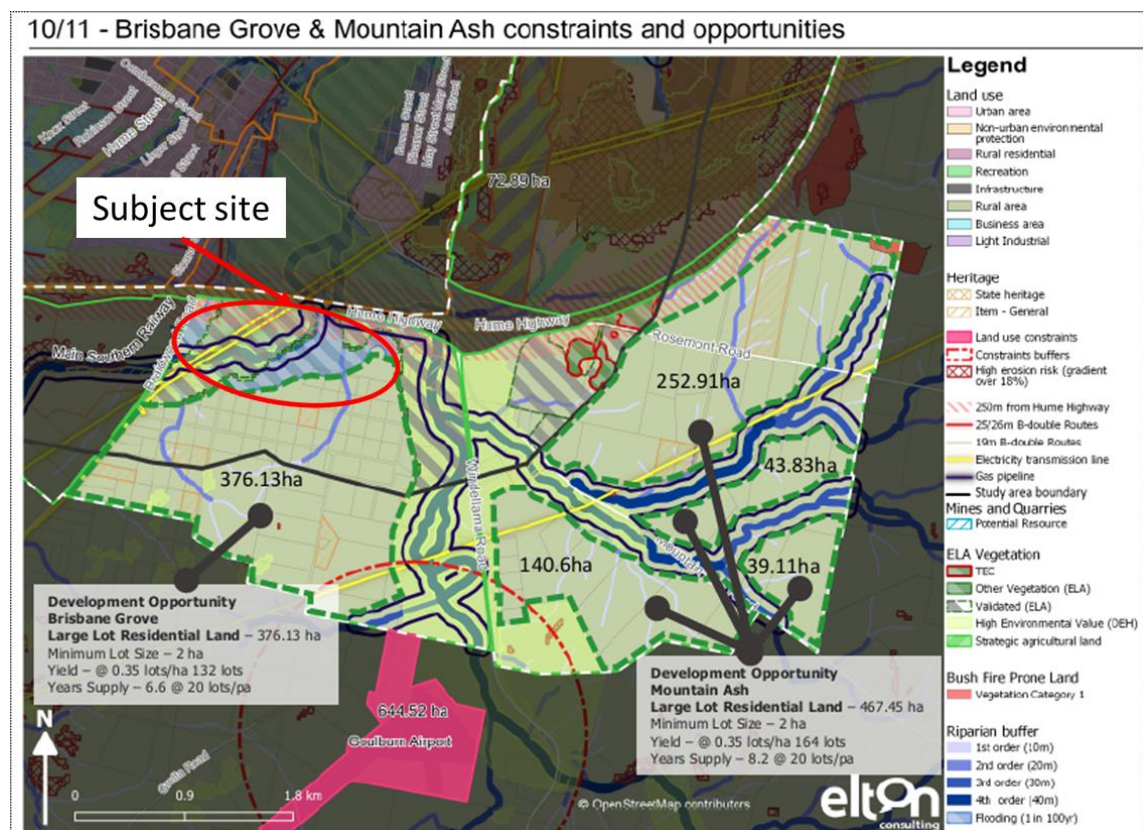 10/11 - Brisbane Grove & Mountain Ash constraints and opportunities
Hume Street
Robinson Street
Knox Street
May Street
72.89 ha
Subject site
Main Southern Railway
Hume Highway
Hume Highway
Rosemont Road
252.91ha
43.83ha
376.13ha
140.6ha
39.11ha
Development Opportunity
Brisbane Grove
Large Lot Residential Land – 376.13 ha
Minimum Lot Size – 2 ha
Yield – @ 0.35 lots/ha 132 lots
Years Supply – 6.6 @ 20 lots/pa
Development Opportunity
Mountain Ash
Large Lot Residential Land – 467.45 ha
Minimum Lot Size – 2 ha
Yield – @ 0.35 lots/ha 164 lots
Years Supply – 8.2 @ 20 lots/pa
644.52 ha
Goulburn Airport
N
0 0.9 1.8 km
© OpenStreetMap contributors
elton
consulting
Legend
Land use
Urban area
Non-urban environmental
protection
Rural residential
Recreation
Infrastructure
Rural area
Business area
Light Industrial
Heritage
State heritage
Item - General
Land use constraints
Constraints buffers
High erosion risk (gradient
over 18%)
250m from Hume Highway
25/26m B-double Routes
19m B-double Routes
Electricity transmission line
Gas pipeline
Study area boundary
Mines and Quarries
Potential Resource
ELA Vegetation
TEC
Other Vegetation (ELA)
Validated (ELA)
High Environmental Value (OEH)
Strategic agricultural land
Bush Fire Prone Land
Vegetation Category 1
Riparian buffer
1st order (10m)
2nd order (20m)
3rd order (30m)
4th order (40m)
Flooding (1 in 100yr)